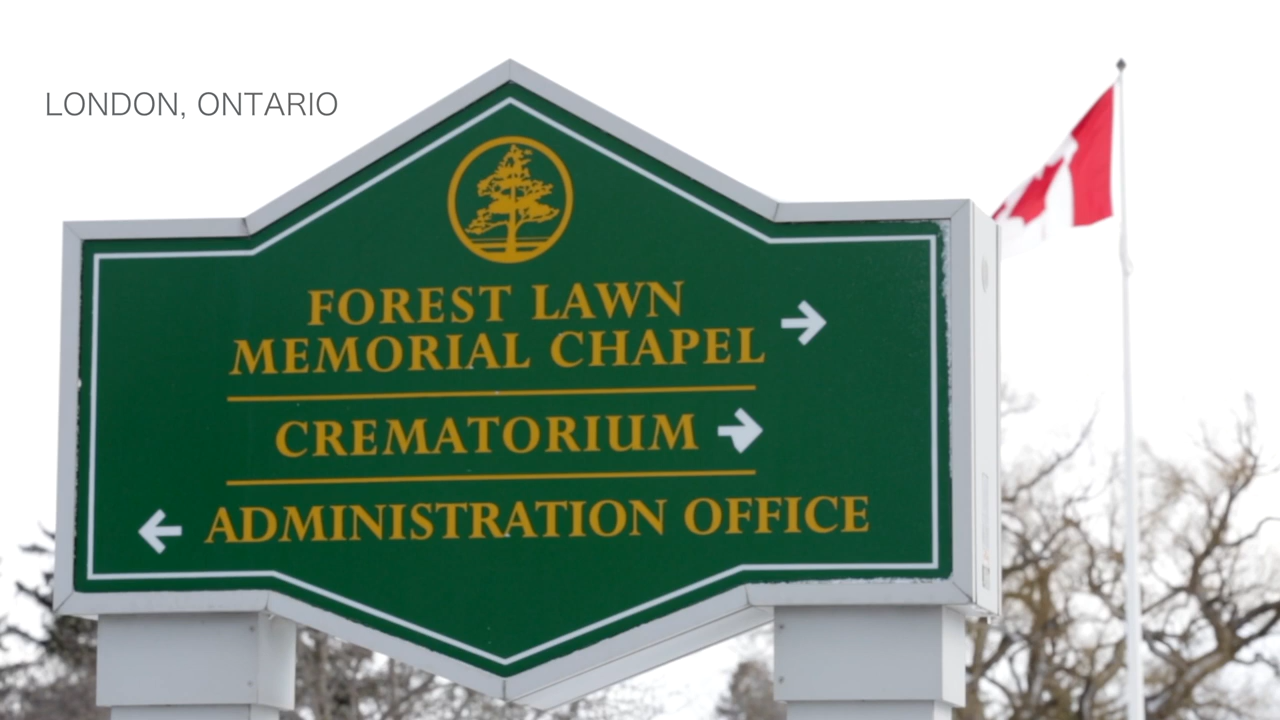 LONDON, ONTARIO
FOREST LAWN
MEMORIAL CHAPEL
CREMATORIUM
ADMINISTRATION OFFICE